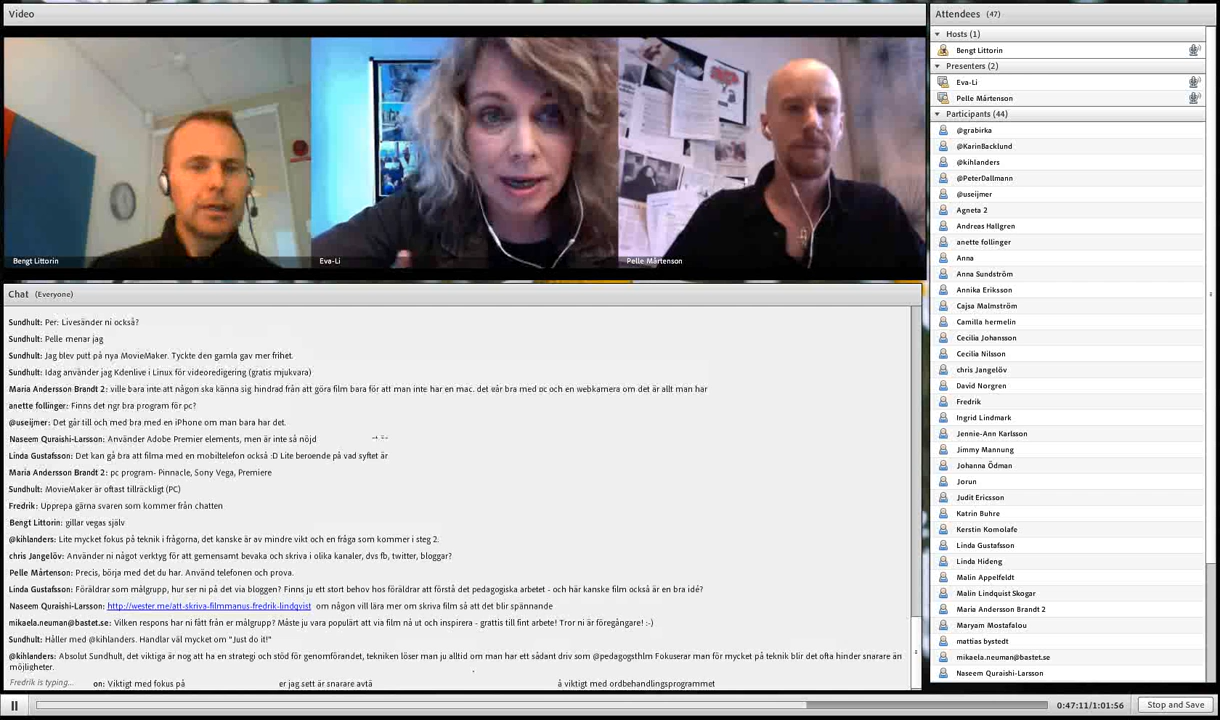 Video
Bengt Littorin
Eva-Li
Pelle Mårtenson
Chat (Everyone)
Sundhult: Per: Livesänder ni också?
Sundhult: Pelle menar jag
Sundhult: Jag blev putt på nya MovieMaker. Tyckte den gamla gav mer frihet.
Sundhult: Idag använder jag Kdenlive i Linux för videoredigering (gratis mjukvara)
Maria Andersson Brandt 2: ville bara inte att någon ska känna sig hindrad från att göra film bara för att man inte har en mac. det går bra med pc och en webkamera om det är allt man har
anette follinger: Finns det ngr bra program för pc?
@useijmer: Det går till och med bra med en iPhone om man bara har det.
Naseem Quraishi-Larsson: Använder Adobe Premier elements, men är inte så nöjd
Linda Gustafsson: Det kan gå bra att filma med en mobiltelefon också :D Lite beroende på vad syftet är
Maria Andersson Brandt 2: pc program- Pinnacle, Sony Vega, Premiere
Sundhult: MovieMaker är oftast tillräckligt (PC)
Fredrik: Upprepa gärna svaren som kommer från chatten
Bengt Littorin: gillar vegas själv
@kihlanders: Lite mycket fokus på teknik i frågorna, det kanske är av mindre vikt och en fråga som kommer i steg 2.
chris Jangelöv: Använder ni något verktyg för att gemensamt bevaka och skriva i olika kanaler, dvs fb, twitter, bloggar?
Pelle Mårtenson: Precis, börja med det du har. Använd telefonen och prova.
Linda Gustafsson: Föräldrar som målgrupp, hur ser ni på det via bloggen? Finns ju ett stort behov hos föräldrar att förstå det pedagogiska arbetet - och här kanske film också är en bra idé?
Naseem Quraishi-Larsson: http://wester.me/att-skriva-filmmanus-fredrik-lindqvist om någon vill lära mer om skriva film så att det blir spännande
mikaela.neuman@bastet.se: Vilken respons har ni fått från er målgrupp? Måste ju vara populärt att via film nå ut och inspirera - grattis till fint arbete! Tror ni är föregångare! :-)
Sundhult: Håller med @kihlanders. Handlar väl mycket om "Just do it!"
@kihlanders: Absolut Sundhult, det viktiga är nog att ha en strategi och stöd för genomförandet, tekniken löser man ju alltid om man har ett sådant driv som @pedagogsthlm Fokuserar man för mycket på teknik blir det ofta hinder snarare än
möjligheter.
Fredrik is typing... on: Viktigt med fokus på er jag sett är snarare avtä å viktigt med ordbehandlingsprogrammet
Attendees (47)
Hosts (1)
Bengt Littorin
Presenters (2)
Eva-Li
Pelle Mårtenson
Participants (44)
@grabirka
@KarinBacklund
@kihlanders
@PeterDallmann
@useijmer
Agneta 2
Andreas Hallgren
anette follinger
Anna
Anna Sundström
Annika Eriksson
Cajsa Malmström
Camilla hermelin
Cecilia Johansson
Cecilia Nilsson
chris Jangelöv
David Norgren
Fredrik
Ingrid Lindmark
Jennie-Ann Karlsson
Jimmy Mannung
Johanna Ödman
Jorun
Judit Ericsson
Katrin Buhre
Kerstin Komolafe
Linda Gustafsson
Linda Hideng
Malin Appelfeldt
Malin Lindquist Skogar
Maria Andersson Brandt 2
Maryam Mostafalou
mattias bystedt
mikaela.neuman@bastet.se
Naseem Quraishi-Larsson
0:47:11/1:01:56
Stop and Save